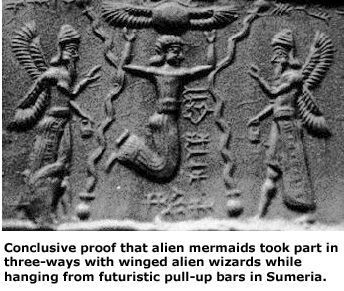 Conclusive proof that alien mermaids took part in
three-ways with winged alien wizards while
hanging from futuristic pull-up bars in Sumeria.